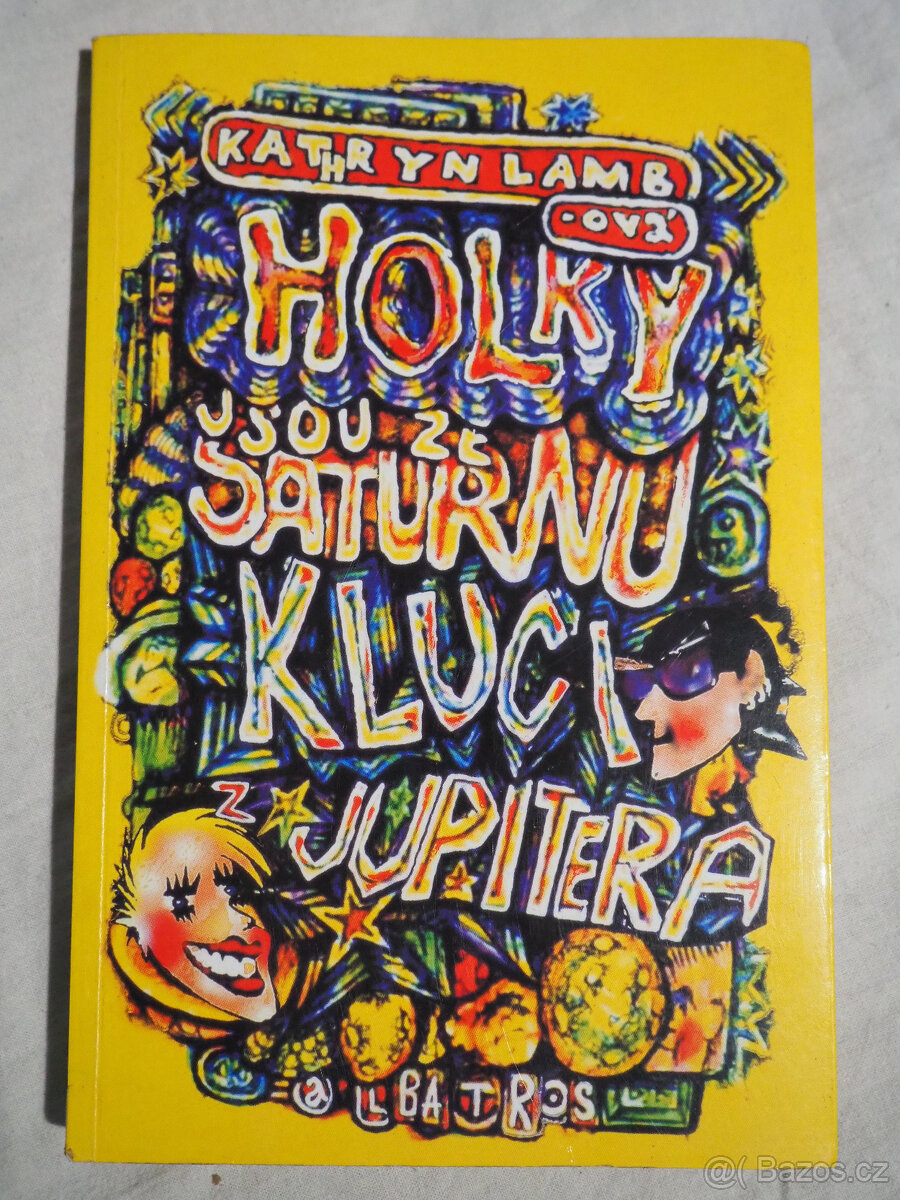 KATHRYN LAMB
-OVÁ
HOLKY
JSOU ZE
SATURNU
KLUCI
Z JUPITERA
ALBATROS
@( Bazos.cz